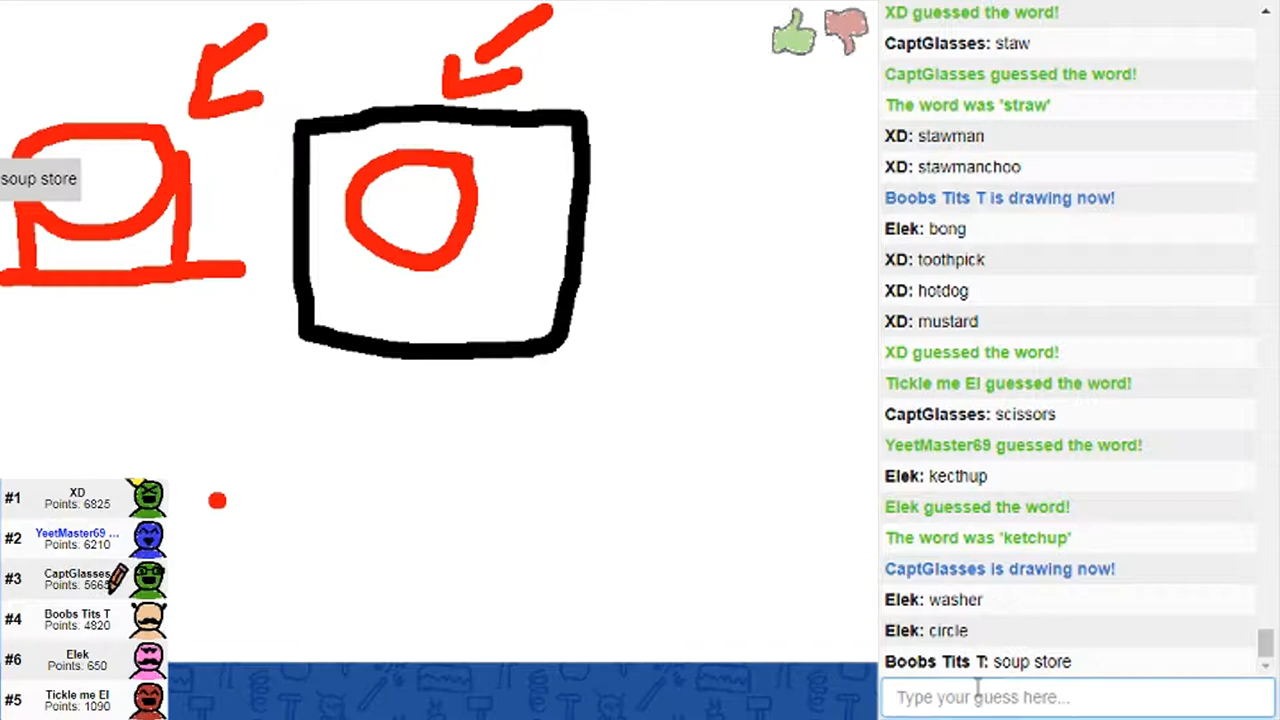 soup store
#1 XD
Points: 6825
#2 YeetMaster69 ...
Points: 6210
#3 CaptGlasses
Points: 5665
#4 Boobs Tits T
Points: 4820
#6 Elek
Points: 650
#5 Tickle me El
Points: 1090
XD guessed the word!
CaptGlasses: staw
CaptGlasses guessed the word!
The word was 'straw'
XD: stawman
XD: stawmanchoo
Boobs Tits T is drawing now!
Elek: bong
XD: toothpick
XD: hotdog
XD: mustard
XD guessed the word!
Tickle me El guessed the word!
CaptGlasses: scissors
YeetMaster69 guessed the word!
Elek: kecthup
Elek guessed the word!
The word was 'ketchup'
CaptGlasses is drawing now!
Elek: washer
Elek: circle
Boobs Tits T: soup store
Type your guess here...